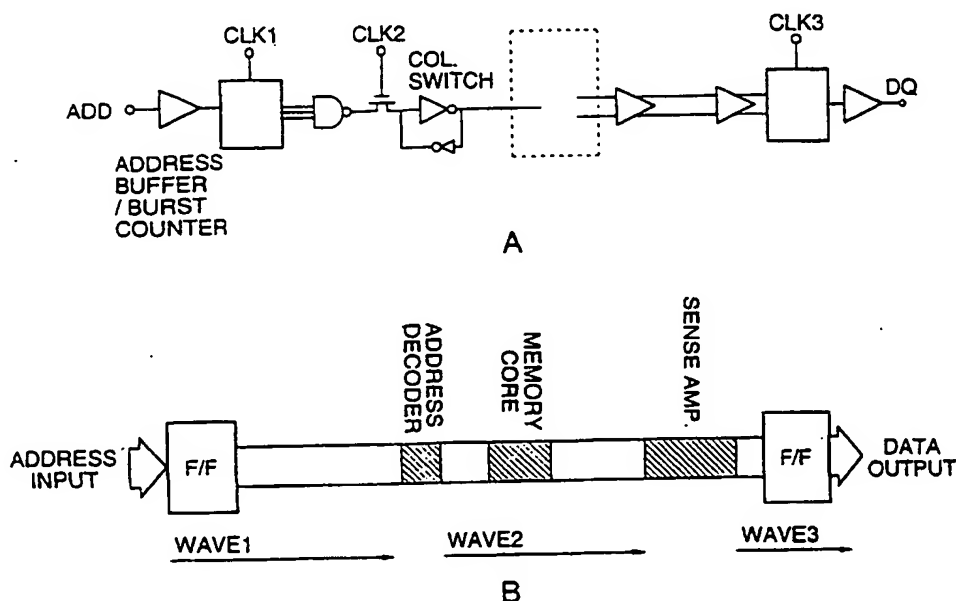 CLK1
CLK2
COL.
SWITCH
CLK3
ADD
DQ
ADDRESS
BUFFER
/ BURST
COUNTER
A
ADDRESS
DECODER
MEMORY
CORE
SENSE AMP.
ADDRESS
INPUT
F/F
F/F
DATA
OUTPUT
WAVE1
WAVE2
WAVE3
B